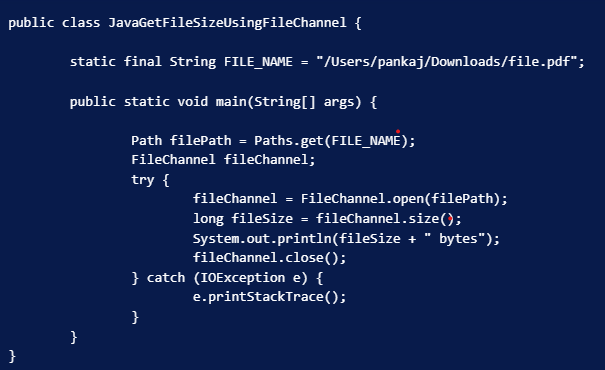 public class JavaGetFileSizeUsingFileChannel {
static final String FILE_NAME = "/Users/pankaj/Downloads/file.pdf";
public static void main(String[] args) {
Path filePath = Paths.get(FILE_NAME);
FileChannel fileChannel;
try {
fileChannel = FileChannel.open(filePath);
long fileSize = fileChannel.size();
System.out.println(fileSize + " bytes");
fileChannel.close();
} catch (IOException e) {
e.printStackTrace();
}
}
}